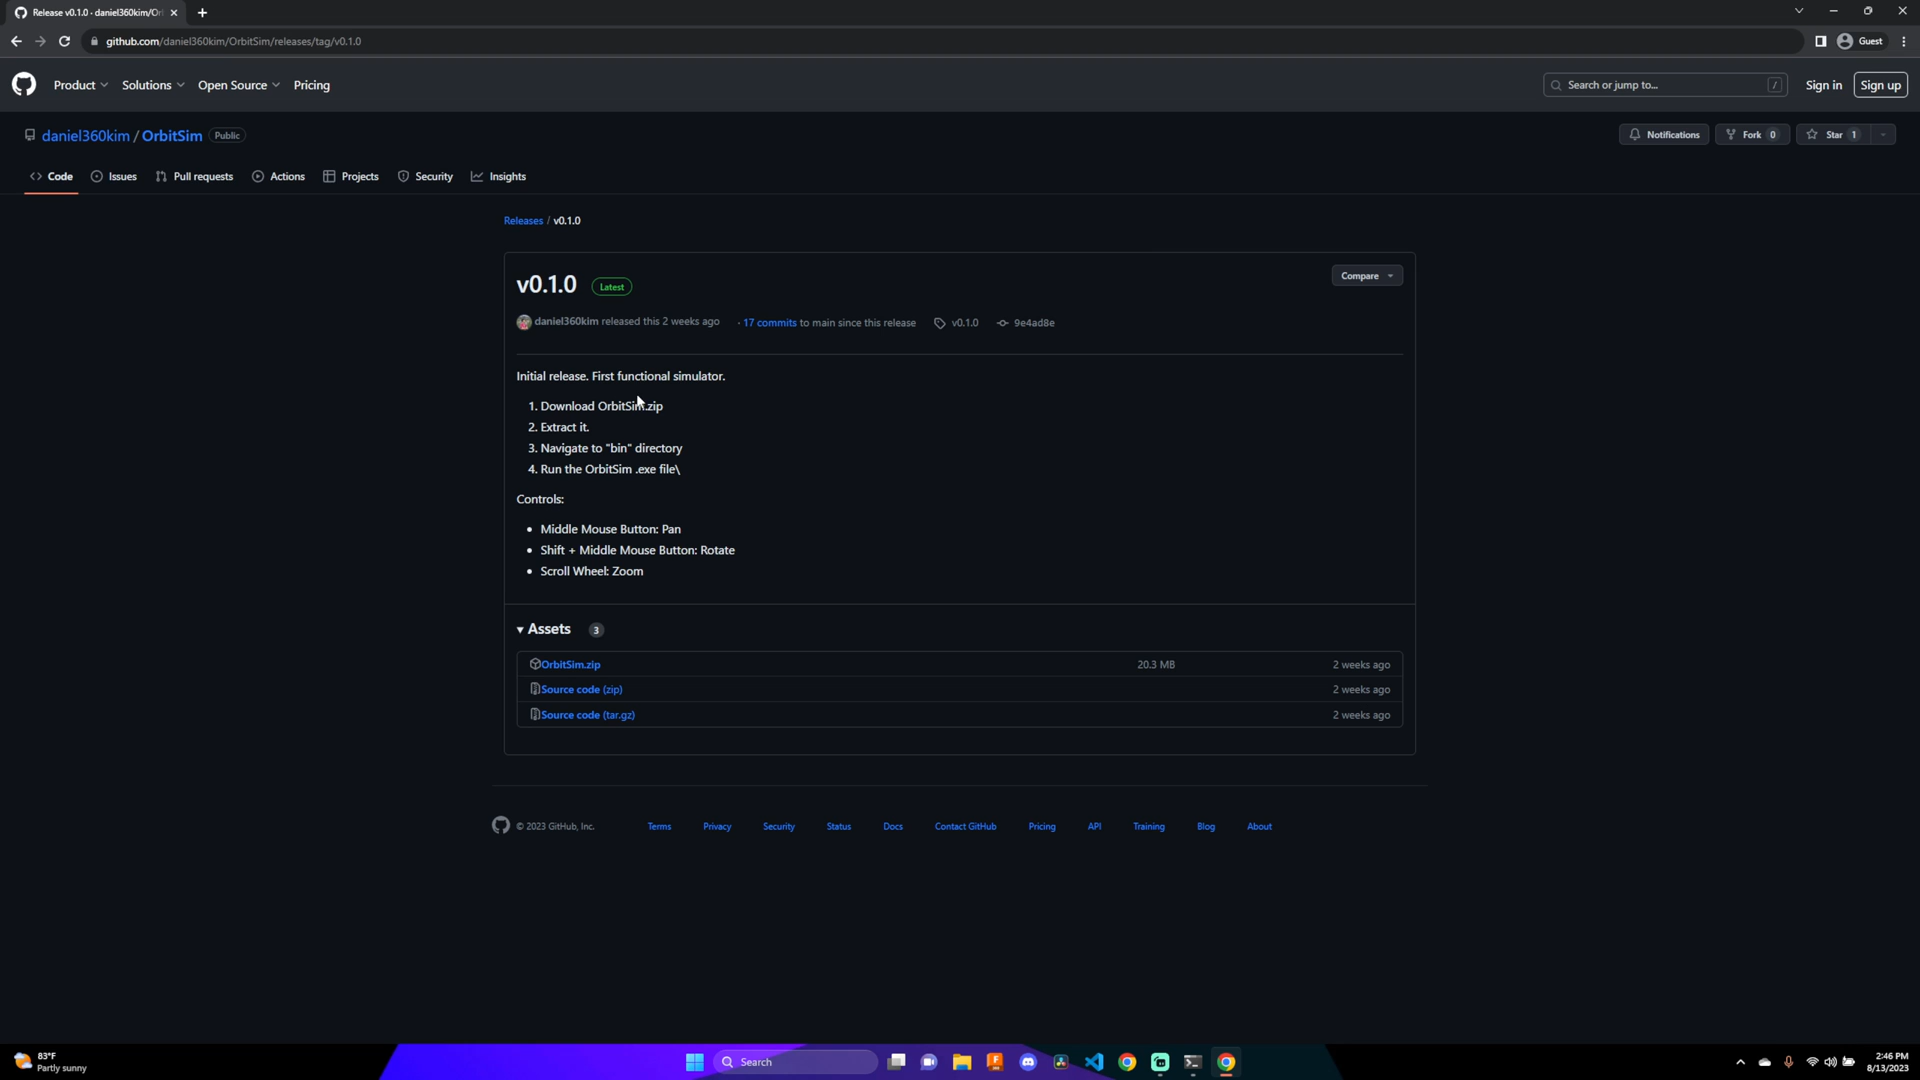 Release v0.1.0 · daniel360kim/Or
github.com/daniel360kim/OrbitSim/releases/tag/v0.1.0
Guest
Product
Solutions
Open Source
Pricing
Search or jump to...
/
Sign in
Sign up
daniel360kim / OrbitSim
Public
Notifications
Fork 0
Star 1
Code
Issues
Pull requests
Actions
Projects
Security
Insights
Releases / v0.1.0
v0.1.0
Latest
Compare
daniel360kim released this 2 weeks ago
· 17 commits to main since this release
v0.1.0
9e4ad8e
Initial release. First functional simulator.
1. Download OrbitSim.zip
2. Extract it.
3. Navigate to "bin" directory
4. Run the OrbitSim .exe file\
Controls:
• Middle Mouse Button: Pan
• Shift + Middle Mouse Button: Rotate
• Scroll Wheel: Zoom
Assets 3
OrbitSim.zip 20.3 MB 2 weeks ago
Source code (zip) 2 weeks ago
Source code (tar.gz) 2 weeks ago
© 2023 GitHub, Inc.
Terms
Privacy
Security
Status
Docs
Contact GitHub
Pricing
API
Training
Blog
About
83°F
Partly sunny
Search
2:46 PM
8/13/2023